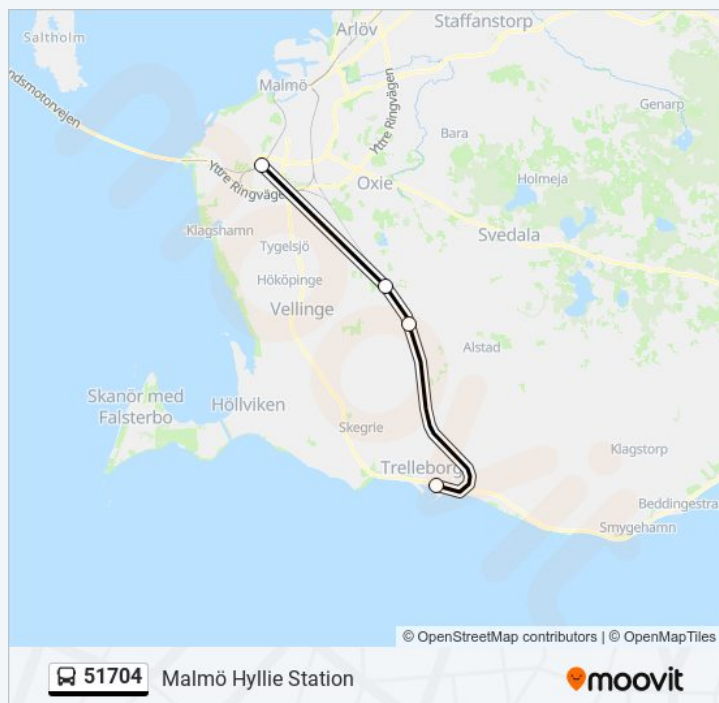 Staffanstorp
Saltholm
Arlöv
ndsmotorvejen
Malmö
Yttre Ringvägen
Genarp
Bara
Yttre Ringvägen
Oxie
Holmeja
Klagshamn
Svedala
Tygelsjö
Hököpinge
Vellinge
Alstad
Skanör med
Falsterbo
Höllviken
Skegrie
Klagstorp
Trelleborg
Beddingestra
Smygehamn
© OpenStreetMap contributors | © OpenMapTiles
51704 Malmö Hyllie Station moovit